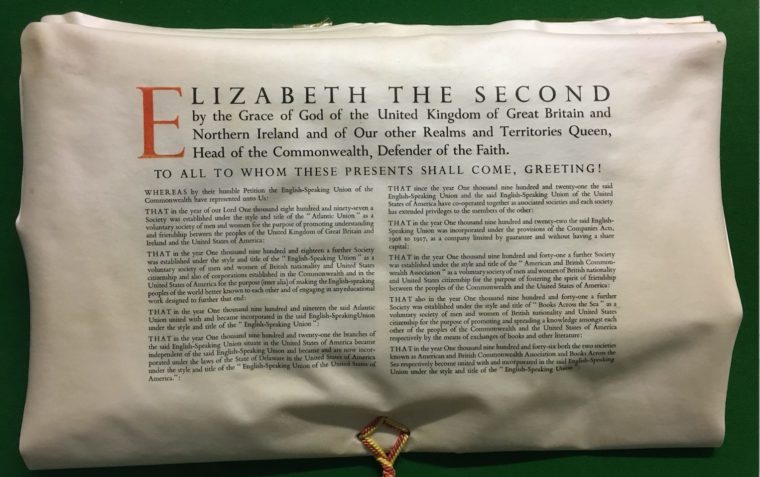 ELIZABETH THE SECOND
by the Grace of God of the United Kingdom of Great Britain and
Northern Ireland and of Our other Realms and Territories Queen,
Head of the Commonwealth, Defender of the Faith.
TO ALL TO WHOM THESE PRESENTS SHALL COME, GREETING!
WHEREAS by their humble Petition the English-Speaking Union of the
Commonwealth have represented unto Us:
THAT in the year of our Lord One thousand eight hundred and ninety-seven a
Society was established under the style and title of the "Atlantic Union" as a
voluntary society of men and women for the purpose of promoting understanding
and friendship between the peoples of the United Kingdom of Great Britain and
Ireland and the United States of America:
THAT in the year One thousand nine hundred and eighteen a further Society
was established under the style and title of the "English-Speaking Union" as a
voluntary society of men and women of British nationality and United States
citizenship and also of corporations established in the Commonwealth and in the
United States of America for the purpose (inter alia) of making the English-speaking
peoples of the world better known to each other and of engaging in any educational
work designed to further that end:
THAT in the year One thousand nine hundred and nineteen the said Atlantic
Union united with and became incorporated in the said English-Speaking Union
under the style and title of the "English-Speaking Union":
THAT in the year One thousand nine hundred and twenty-one the branches of
the said English-Speaking Union situate in the United States of America became
independent of the said English-Speaking Union and became and are now incor-
porated under the laws of the State of Delaware in the United States of America
under the style and title of the "English-Speaking Union of the United States of
America.":
THAT since the year One thousand nine hundred and twenty-one the said
English-Speaking Union and the said English-Speaking Union of the United
States of America have co-operated together as associated societies and each society
has extended privileges to the members of the other:
THAT in the year One thousand nine hundred and twenty-two the said English-
Speaking Union was incorporated under the provisions of the Companies Acts,
1908 to 1917, as a company limited by guarantee and without having a share
capital:
THAT in the year One thousand nine hundred and forty-one a further Society
was established under the style and title of the "American and British Common-
wealth Association" as a voluntary society of men and women of British nationality
and United States citizenship for the purpose of fostering the spirit of friendship
between the peoples of the Commonwealth and the United States of America:
THAT also in the year One thousand nine hundred and forty-one a further
Society was established under the style and title of "Books Across the Sea" as a
voluntary society of men and women of British nationality and United States
citizenship for the purpose of promoting and spreading a knowledge amongst each
other of the peoples of the Commonwealth and the United States of America
respectively by the means of exchanges of books and other literature:
THAT in the year One thousand nine hundred and forty-six both the two societies
known as American and British Commonwealth Association and Books Across the
Sea respectively become united with and incorporated in the said English-Speaking
Union under the style and title of the "English-Speaking Union"